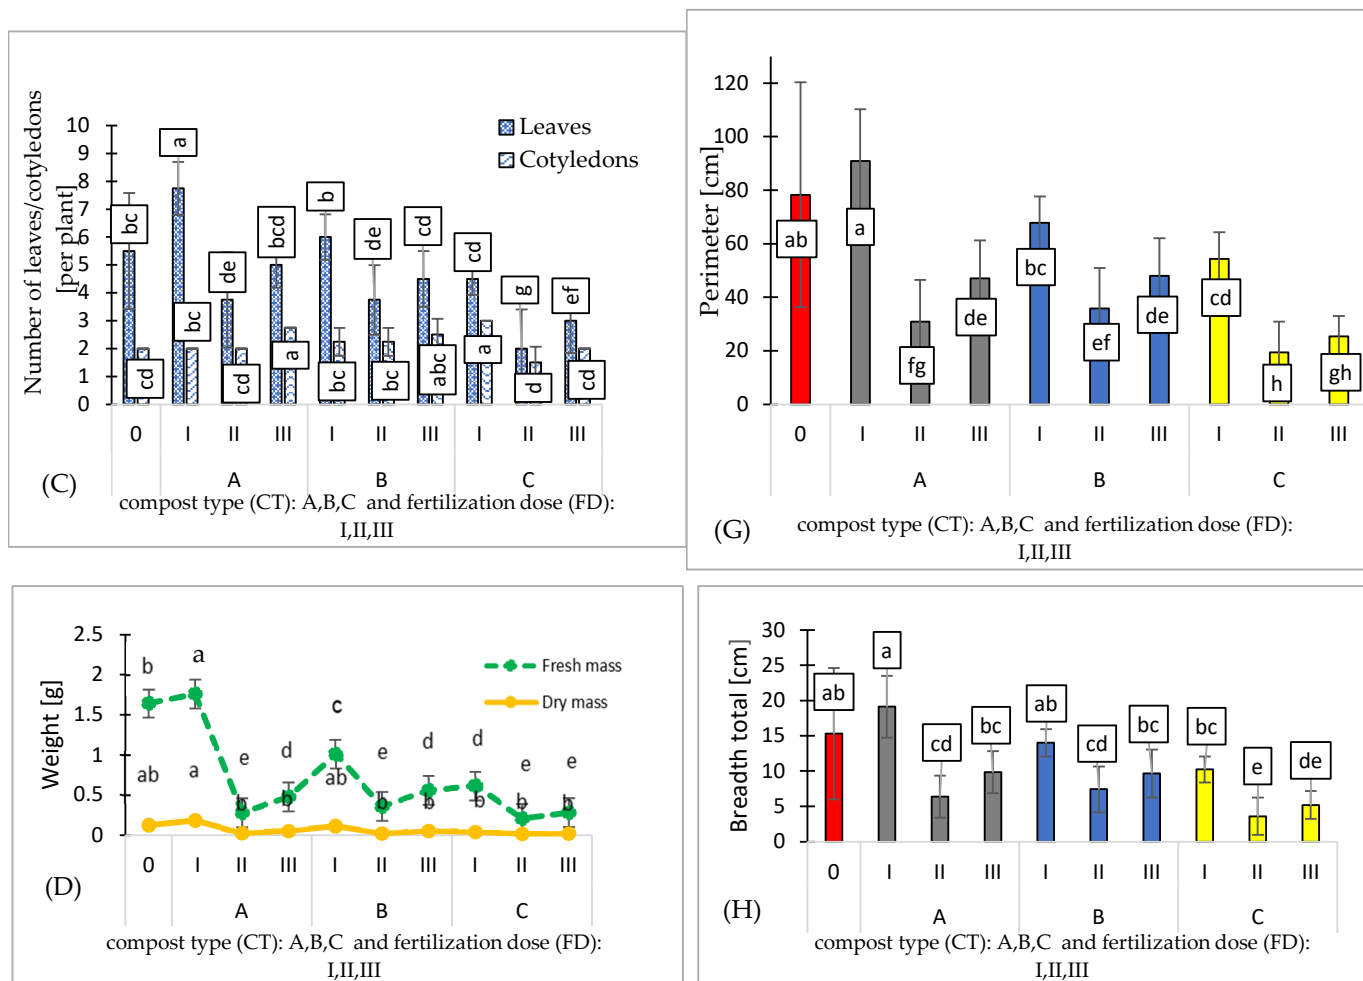 Number of leaves/cotyledons
[per plant]
10
9
8
7
6
5
4
3
2
1
0
Leaves
Cotyledons
bc
a
de
bcd
b
de
cd
cd
g
ef
cd
bc
cd
a
bc
bc
abc
a
d
cd
0 I II III I II III I II III
A B C
(C)
compost type (CT): A,B,C and fertilization dose (FD):
I,II,III
Perimeter [cm]
120
100
80
60
40
20
0
ab
a
fg
de
bc
ef
de
cd
h
gh
0 I II III I II III I II III
A B C
(G)
compost type (CT): A,B,C and fertilization dose (FD):
I,II,III
Weight [g]
2.5
2
1.5
1
0.5
0
Fresh mass
Dry mass
b a e d c e d d e e
ab a b b ab b b b b b
0 I II III I II III I II III
A B C
(D)
compost type (CT): A,B,C and fertilization dose (FD):
I,II,III
Breadth total [cm]
30
25
20
15
10
5
0
ab
a
cd
bc
ab
cd
bc
bc
e
de
0 I II III I II III I II III
A B C
(H)
compost type (CT): A,B,C and fertilization dose (FD):
I,II,III